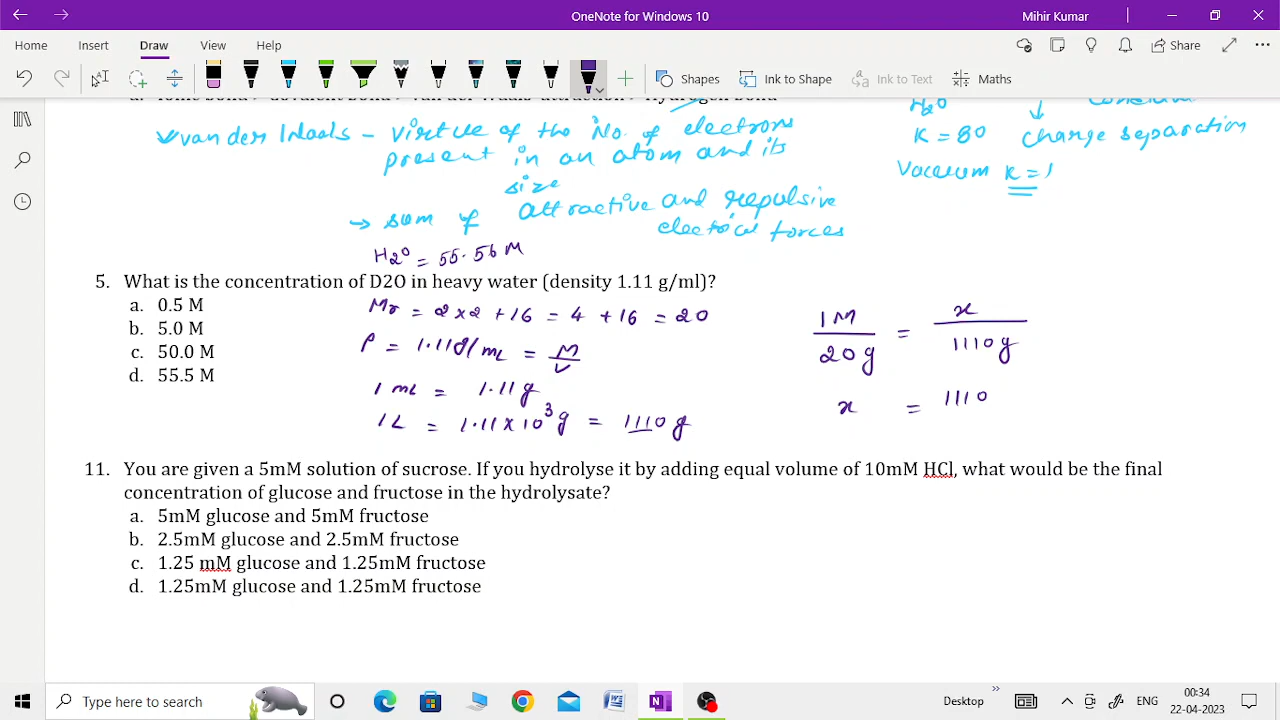 OneNote for Windows 10
Mihir Kumar
Home Insert Draw View Help
Share
Shapes Ink to Shape Ink to Text Maths
H2O
K = 80 charge separation
Vacuum K = 1
van der Waals - virtue of the No. of electrons
present in an atom and its
size
→ sum of attractive and repulsive
electrical forces
H2O = 55.56 M
5. What is the concentration of D2O in heavy water (density 1.11 g/ml)?
a. 0.5 M
b. 5.0 M
c. 50.0 M
d. 55.5 M
Mr = 2 x 2 + 16 = 4 + 16 = 20
ρ = 1.11 g/mL = M/V
1 mL = 1.11 g
1L = 1.11 x 10³ g = 1110 g
1M/20g = x/1110g
x = 1110
11. You are given a 5mM solution of sucrose. If you hydrolyse it by adding equal volume of 10mM HCl, what would be the final
concentration of glucose and fructose in the hydrolysate?
a. 5mM glucose and 5mM fructose
b. 2.5mM glucose and 2.5mM fructose
c. 1.25 mM glucose and 1.25mM fructose
d. 1.25mM glucose and 1.25mM fructose
Type here to search
Desktop
ENG
00:34
22-04-2023